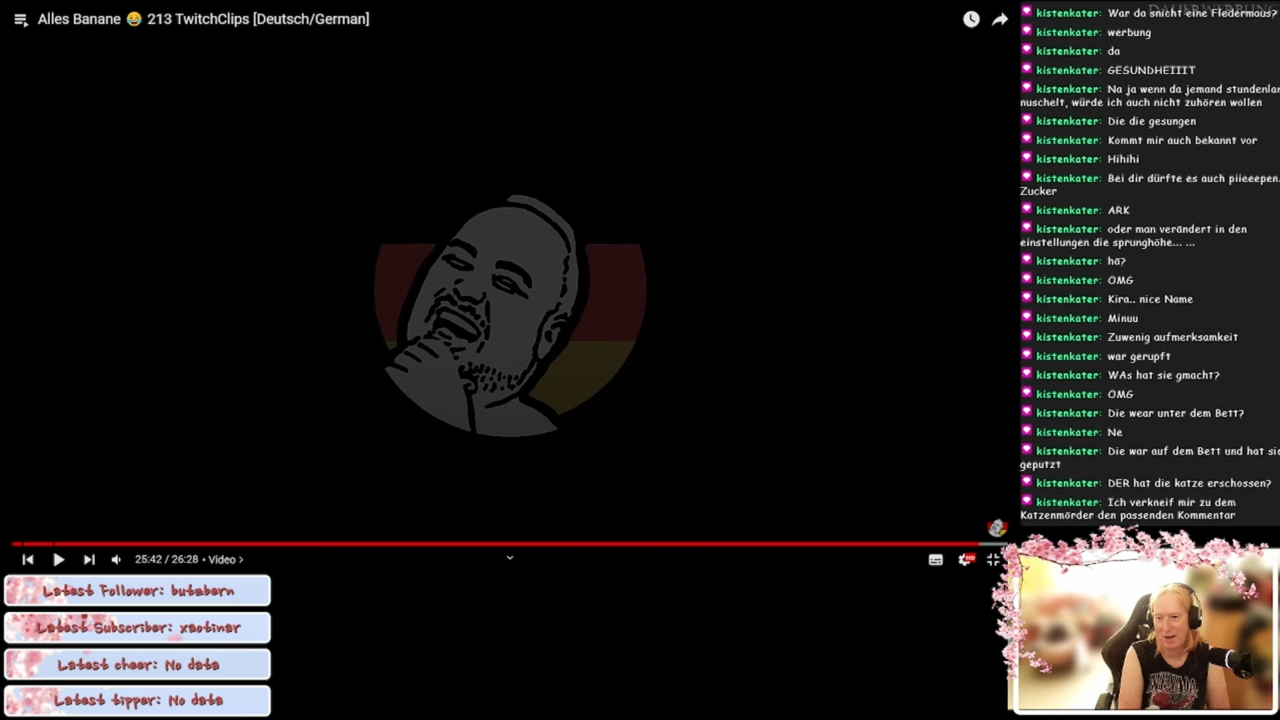 Alles Banane 😂 213 TwitchClips [Deutsch/German]
kistenkater: War da snicht eine Fledermaus?
kistenkater: werbung
kistenkater: da
kistenkater: GESUNDHEIIIT
kistenkater: Na ja wenn da jemand stundenlan
nuschelt, würde ich auch nicht zuhören wollen
kistenkater: Die die gesungen
kistenkater: Kommt mir auch bekannt vor
kistenkater: Hihihi
kistenkater: Bei dir dürfte es auch piieeepen.
Zucker
kistenkater: ARK
kistenkater: oder man verändert in den
einstellungen die sprunghöhe... ...
kistenkater: hä?
kistenkater: OMG
kistenkater: Kira.. nice Name
kistenkater: Minuu
kistenkater: Zuwenig aufmerksamkeit
kistenkater: war gerupft
kistenkater: WAs hat sie gmacht?
kistenkater: OMG
kistenkater: Die wear unter dem Bett?
kistenkater: Ne
kistenkater: Die war auf dem Bett und hat sic
geputzt
kistenkater: DER hat die katze erschossen?
kistenkater: Ich verkneif mir zu dem
Katzenmörder den passenden Kommentar
25:42 / 26:28 • Video ›
HD
Latest Follower: butzbern
Latest Subscriber: xaotinar
Latest cheer: No data
Latest tipper: No data